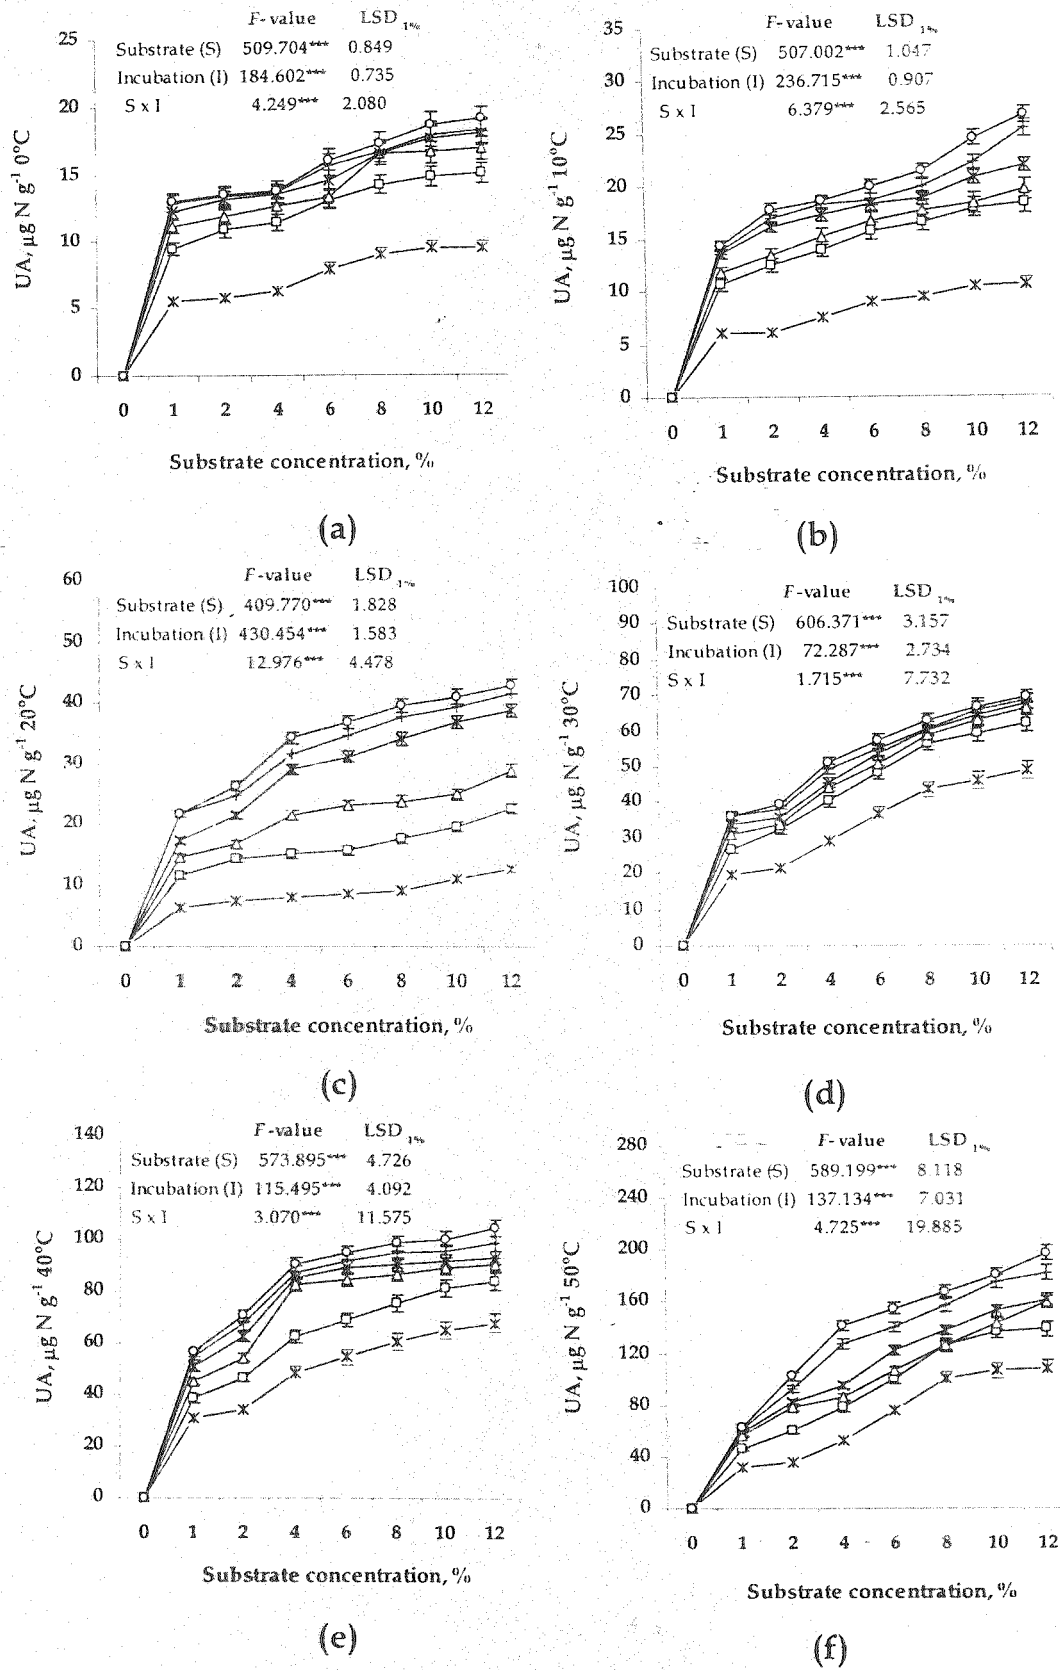 F-value LSD 1%
Substrate (S) 509.704*** 0.849
Incubation (I) 184.602*** 0.735
S x I 4.249*** 2.080
25
20
15
10
5
0
UA, µg N g-1 0°C
0 1 2 4 6 8 10 12
Substrate concentration, %
(a)
F-value LSD 1%
Substrate (S) 507.002*** 1.047
Incubation (I) 236.715*** 0.907
S x I 6.379*** 2.565
35
30
25
20
15
10
5
0
UA, µg N g-1 10°C
0 1 2 4 6 8 10 12
Substrate concentration, %
(b)
F-value LSD 1%
Substrate (S) 409.770*** 1.828
Incubation (I) 430.454*** 1.583
S x I 12.976*** 4.478
60
50
40
30
20
10
0
UA, µg N g-1 20°C
0 1 2 4 6 8 10 12
Substrate concentration, %
(c)
F-value LSD 1%
Substrate (S) 606.371*** 3.157
Incubation (I) 72.287*** 2.734
S x I 1.715*** 7.732
100
90
80
70
60
50
40
30
20
10
0
UA, µg N g-1 30°C
0 1 2 4 6 8 10 12
Substrate concentration, %
(d)
F-value LSD 1%
Substrate (S) 573.895*** 4.726
Incubation (I) 115.495*** 4.092
S x I 3.070*** 11.575
140
120
100
80
60
40
20
0
UA, µg N g-1 40°C
0 1 2 4 6 8 10 12
Substrate concentration, %
(e)
F-value LSD 1%
Substrate (S) 589.199*** 8.118
Incubation (I) 137.134*** 7.031
S x I 4.725*** 19.885
280
240
200
160
120
80
40
0
UA, µg N g-1 50°C
0 1 2 4 6 8 10 12
Substrate concentration, %
(f)